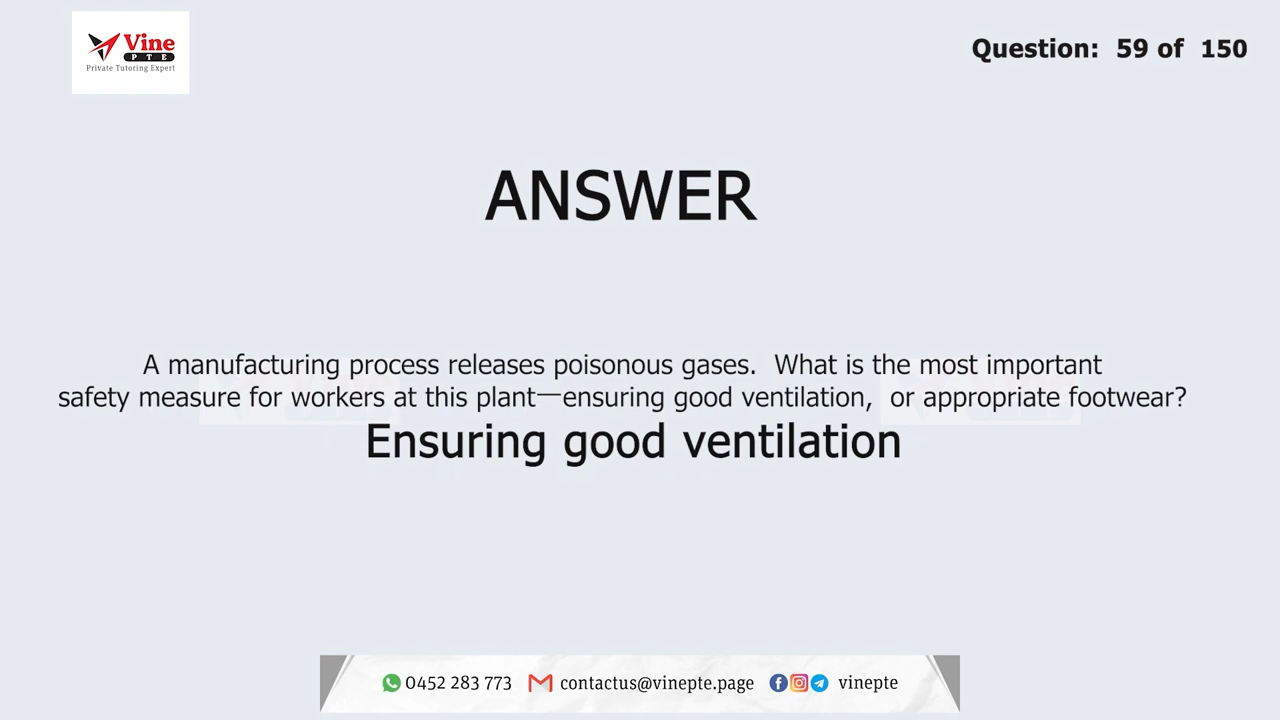 Vine
PTE
Private Tutoring Expert
Question: 59 of 150
ANSWER
A manufacturing process releases poisonous gases. What is the most important
safety measure for workers at this plant—ensuring good ventilation, or appropriate footwear?
Ensuring good ventilation
0452 283 773 contactus@vinepte.page vinepte